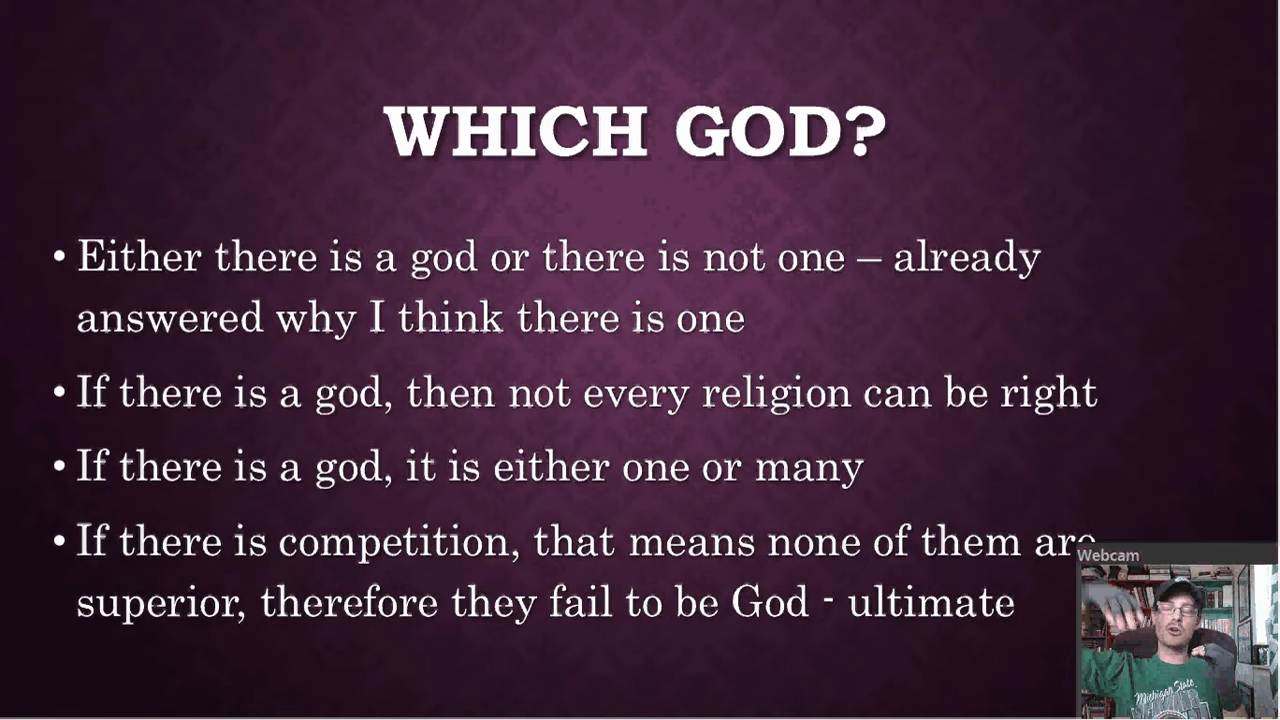 WHICH GOD?
• Either there is a god or there is not one – already
answered why I think there is one
• If there is a god, then not every religion can be right
• If there is a god, it is either one or many
• If there is competition, that means none of them are
superior, therefore they fail to be God - ultimate
Webcam
Michigan State